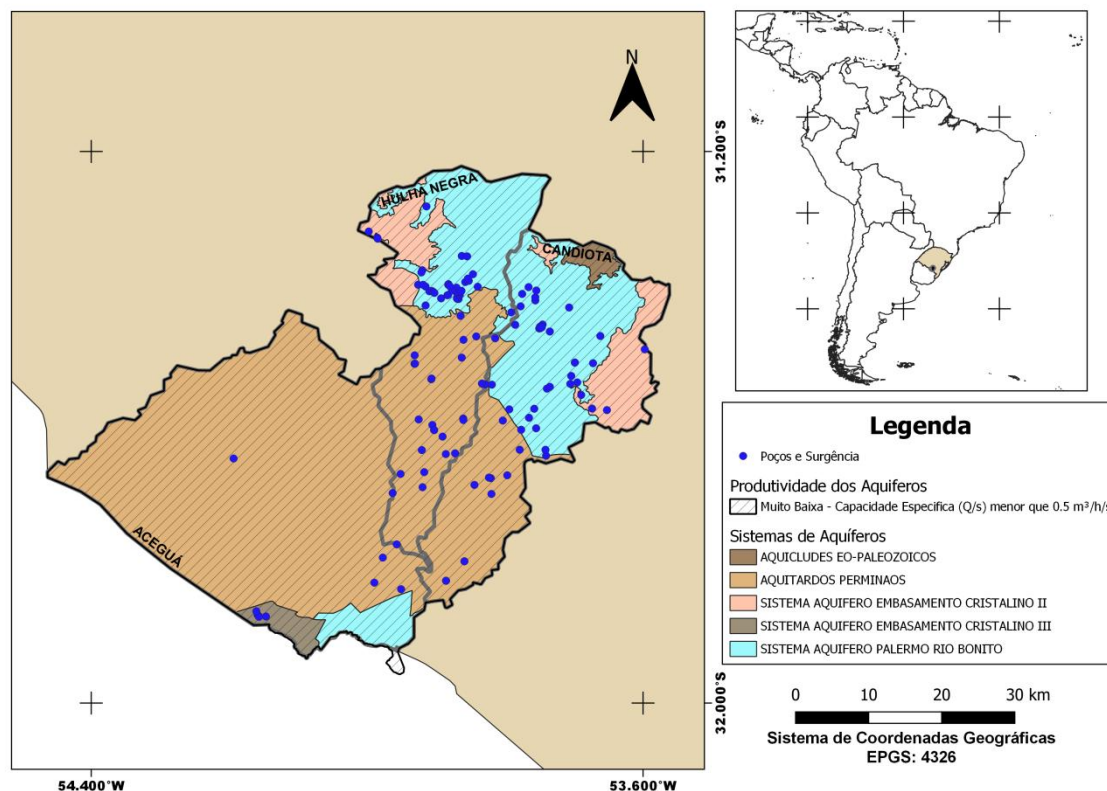 N
31.200°S
HULHA NEGRA
CANDIOTA
ACEGUÁ
32.000°S
54.400°W
53.600°W
Legenda
Poços e Surgência
Produtividade dos Aquiferos
Muito Baixa - Capacidade Especifica (Q/s) menor que 0.5 m³/h/s
Sistemas de Aquíferos
AQUICLUDES EO-PALEOZOICOS
AQUITARDOS PERMINAOS
SISTEMA AQUIFERO EMBASAMENTO CRISTALINO II
SISTEMA AQUIFERO EMBASAMENTO CRISTALINO III
SISTEMA AQUIFERO PALERMO RIO BONITO
0 10 20 30 km
Sistema de Coordenadas Geográficas
EPGS: 4326